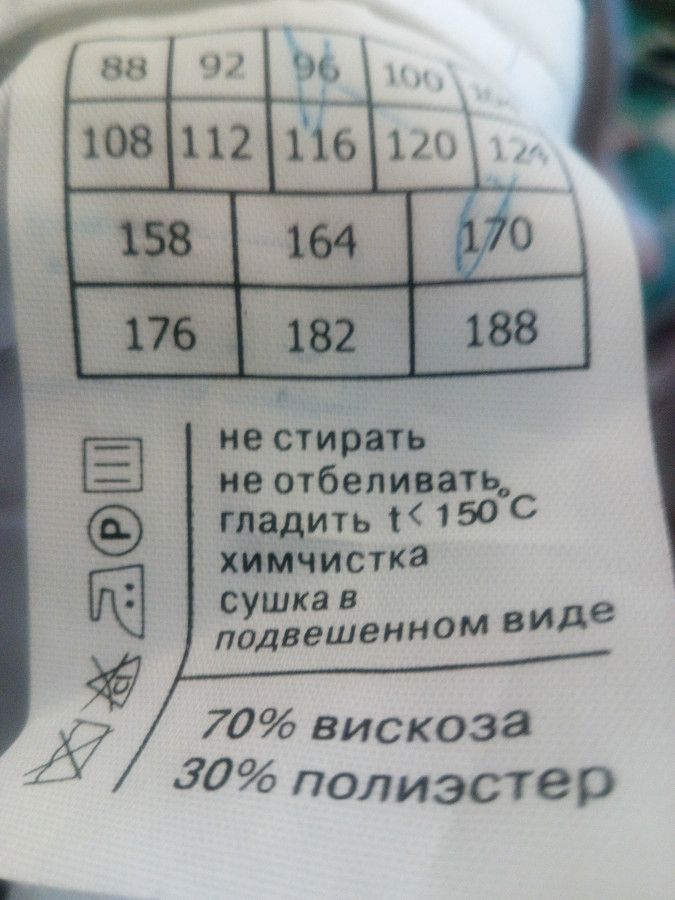 88 92 96 100
108 112 116 120 124
158 164 170
176 182 188
не стирать
не отбеливать
гладить t< 150°C
химчистка
сушка в
подвешенном виде
P
Cl
70% вискоза
30% полиэстер